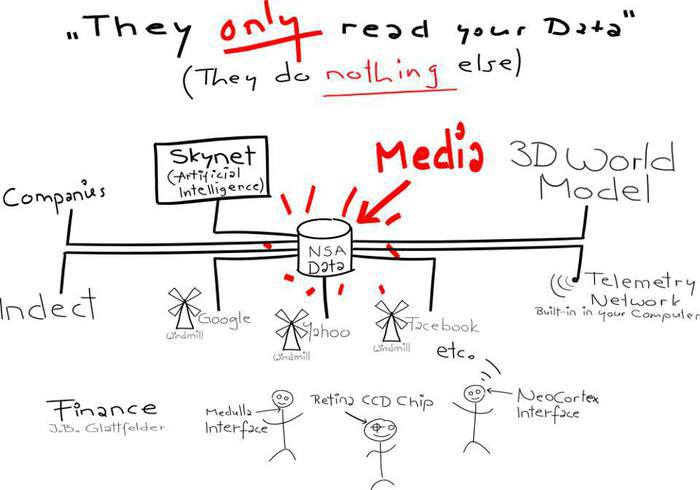 „They only read your Data"
(They do nothing else)
Media
Skynet
(Artificial
Intelligence)
3D World
Model
Companies
NSA
Data
Indect
Google
Windmill
Yahoo
Windmill
Facebook
Windmill
etc.
Telemetry
Network
Built-in in your Computer
Finance
J.B. Glattfelder
Medulla
Interface
Retina CCD Chip
NeoCortex
Interface